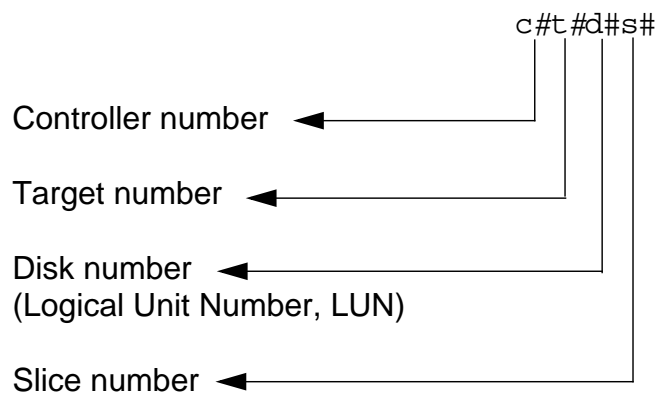 c#t#d#s#
Controller number
Target number
Disk number
(Logical Unit Number, LUN)
Slice number